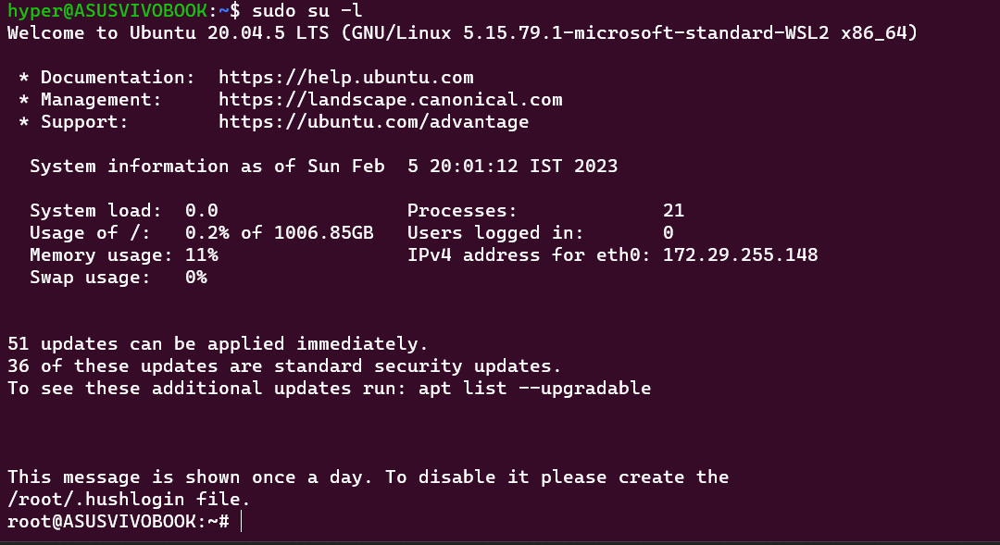 hyper@ASUSVIVOBOOK:~$ sudo su -l
Welcome to Ubuntu 20.04.5 LTS (GNU/Linux 5.15.79.1-microsoft-standard-WSL2 x86_64)
* Documentation:  https://help.ubuntu.com
* Management:     https://landscape.canonical.com
* Support:        https://ubuntu.com/advantage
System information as of Sun Feb  5 20:01:12 IST 2023
System load:  0.0                 Processes:             21
Usage of /:   0.2% of 1006.85GB   Users logged in:       0
Memory usage: 11%                 IPv4 address for eth0: 172.29.255.148
Swap usage:   0%
51 updates can be applied immediately.
36 of these updates are standard security updates.
To see these additional updates run: apt list --upgradable
This message is shown once a day. To disable it please create the
/root/.hushlogin file.
root@ASUSVIVOBOOK:~#